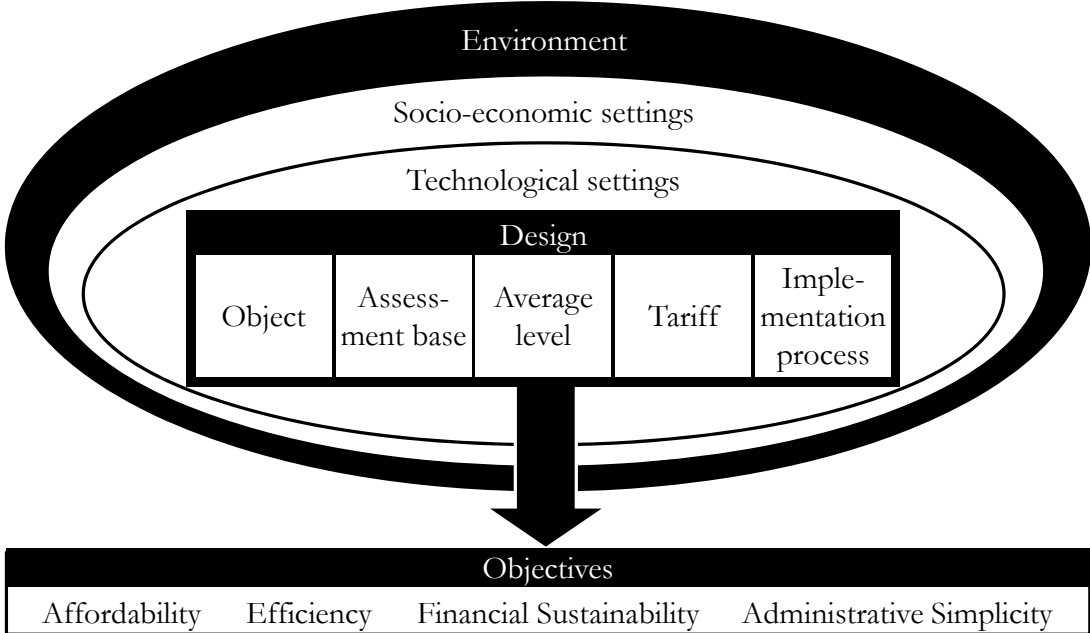 Environment
Socio-economic settings
Technological settings
Design
Object
Assess-
ment base
Average
level
Tariff
Imple-
mentation
process
Objectives
Affordability Efficiency Financial Sustainability Administrative Simplicity